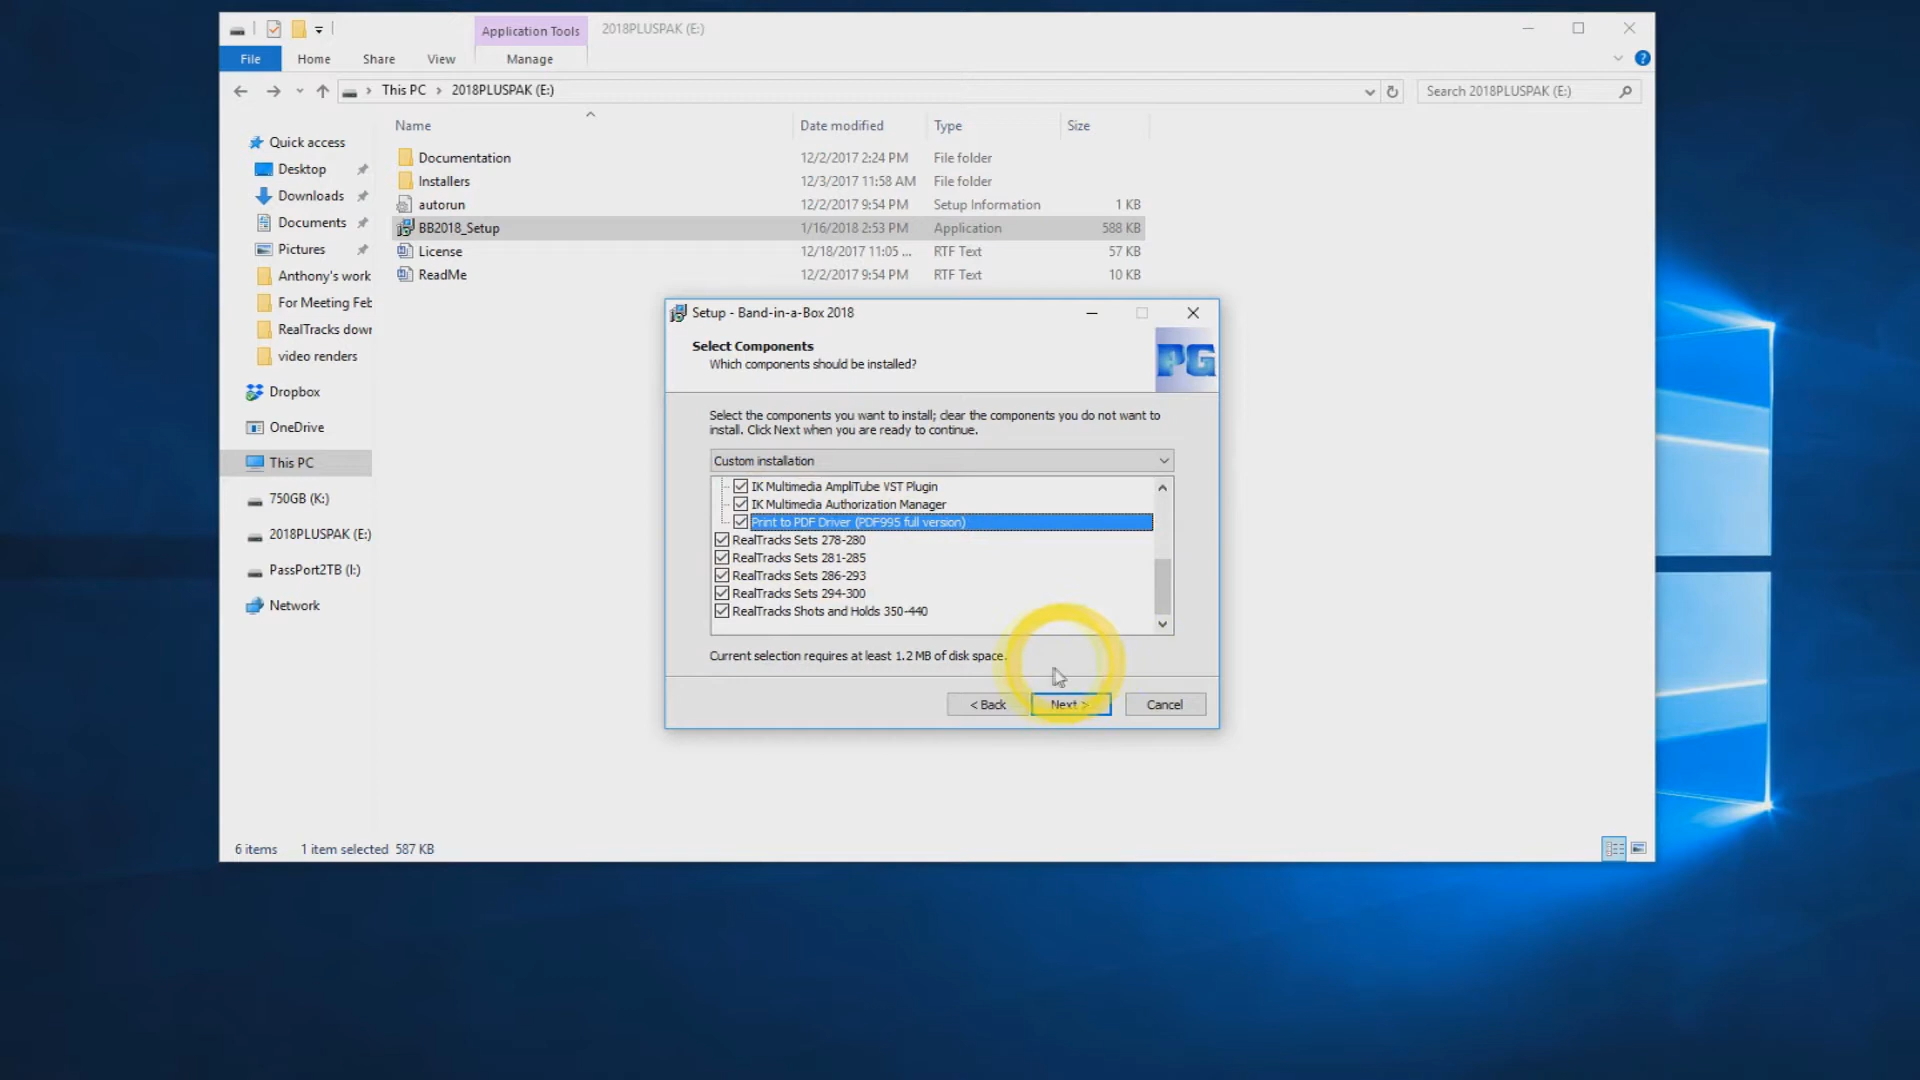 Application Tools
2018PLUSPAK (E:)
File
Home
Share
View
Manage
This PC
2018PLUSPAK (E:)
Search 2018PLUSPAK (E:)
Name
Date modified
Type
Size
Quick access
Desktop
Downloads
Documents
Pictures
Anthony's work
For Meeting Feb
RealTracks dow
video renders
Dropbox
OneDrive
This PC
750GB (K:)
2018PLUSPAK (E:)
PassPort2TB (I:)
Network
Documentation 12/2/2017 2:24 PM File folder
Installers 12/3/2017 11:58 AM File folder
autorun 12/2/2017 9:54 PM Setup Information 1 KB
BB2018_Setup 1/16/2018 2:53 PM Application 588 KB
License 12/18/2017 11:05 ... RTF Text 57 KB
ReadMe 12/2/2017 9:54 PM RTF Text 10 KB
Setup - Band-in-a-Box 2018
Select Components
Which components should be installed?
PG
Select the components you want to install; clear the components you do not want to
install. Click Next when you are ready to continue.
Custom installation
IK Multimedia AmpliTube VST Plugin
IK Multimedia Authorization Manager
Print to PDF Driver (PDF995 full version)
RealTracks Sets 278-280
RealTracks Sets 281-285
RealTracks Sets 286-293
RealTracks Sets 294-300
RealTracks Shots and Holds 350-440
Current selection requires at least 1.2 MB of disk space.
< Back
Next >
Cancel
6 items
1 item selected 587 KB